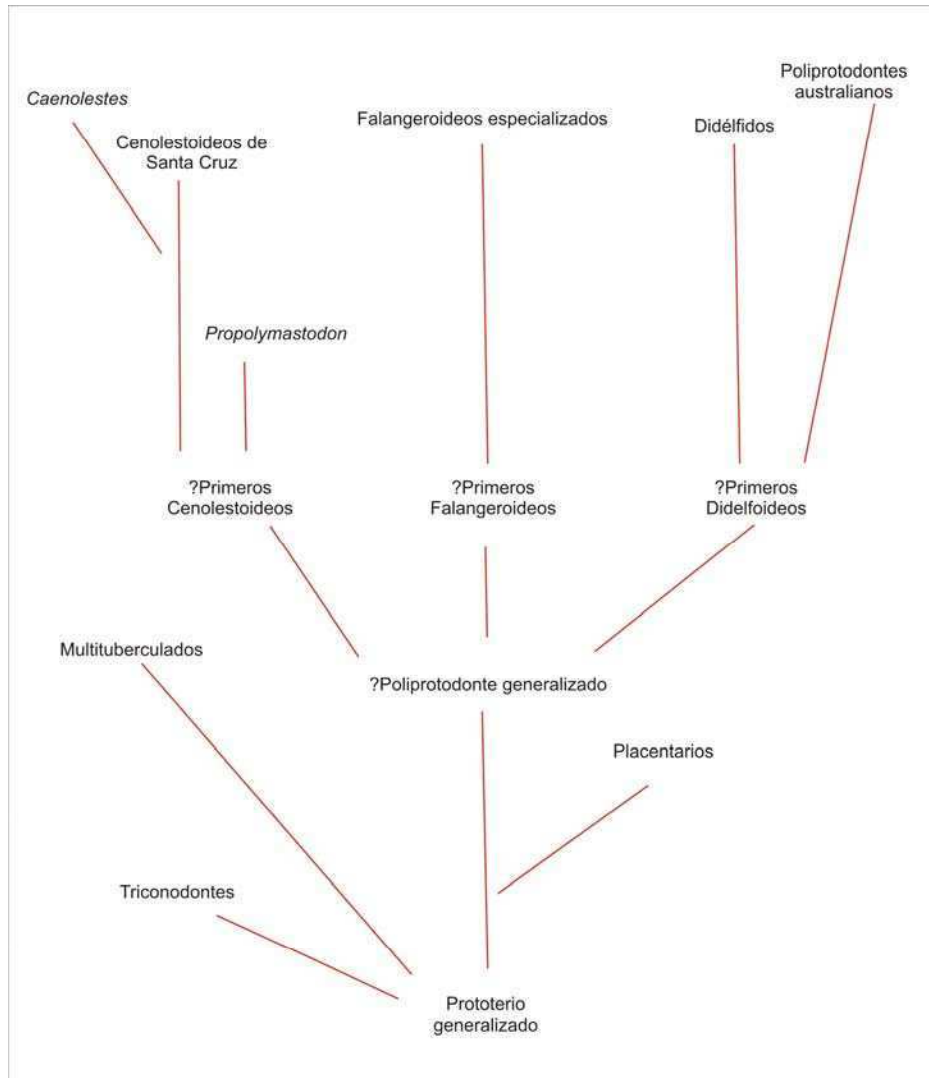 Poliprotodontes
australianos
Caenolestes
Falangeroideos especializados
Didélfidos
Cenolestoideos de
Santa Cruz
Propolymastodon
?Primeros
Cenolestoideos
?Primeros
Falangeroideos
?Primeros
Didelfoideos
Multituberculados
?Poliprotodonte generalizado
Placentarios
Triconodontes
Prototerio
generalizado